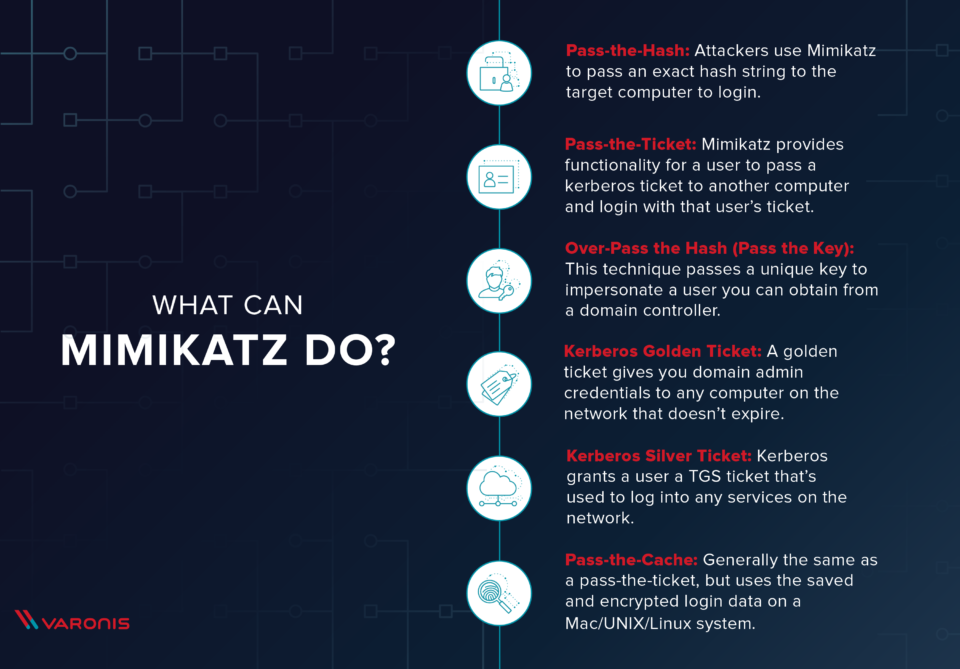 WHAT CAN
MIMIKATZ DO?
Pass-the-Hash: Attackers use Mimikatz
to pass an exact hash string to the
target computer to login.
Pass-the-Ticket: Mimikatz provides
functionality for a user to pass a
kerberos ticket to another computer
and login with that user’s ticket.
Over-Pass the Hash (Pass the Key):
This technique passes a unique key to
impersonate a user you can obtain from
a domain controller.
Kerberos Golden Ticket: A golden
ticket gives you domain admin
credentials to any computer on the
network that doesn’t expire.
Kerberos Silver Ticket: Kerberos
grants a user a TGS ticket that’s
used to log into any services on the
network.
Pass-the-Cache: Generally the same as
a pass-the-ticket, but uses the saved
and encrypted login data on a
Mac/UNIX/Linux system.
VARONIS